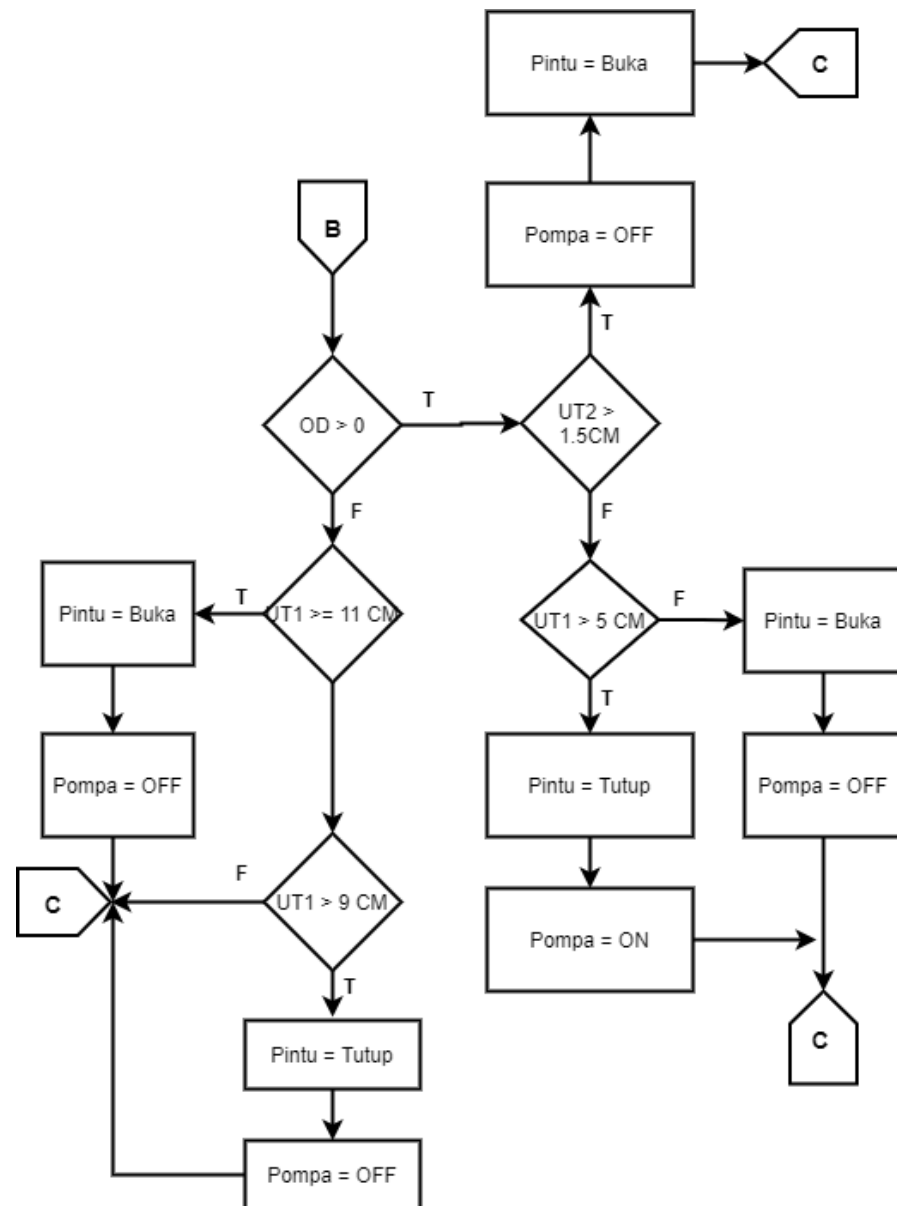 Pintu = Buka
C
B
Pompa = OFF
T
OD > 0
T
UT2 >
1.5CM
F
F
Pintu = Buka
T
UT1 >= 11 CM
UT1 > 5 CM
F
Pintu = Buka
T
Pompa = OFF
Pintu = Tutup
Pompa = OFF
C
F
UT1 > 9 CM
Pompa = ON
T
Pintu = Tutup
C
Pompa = OFF